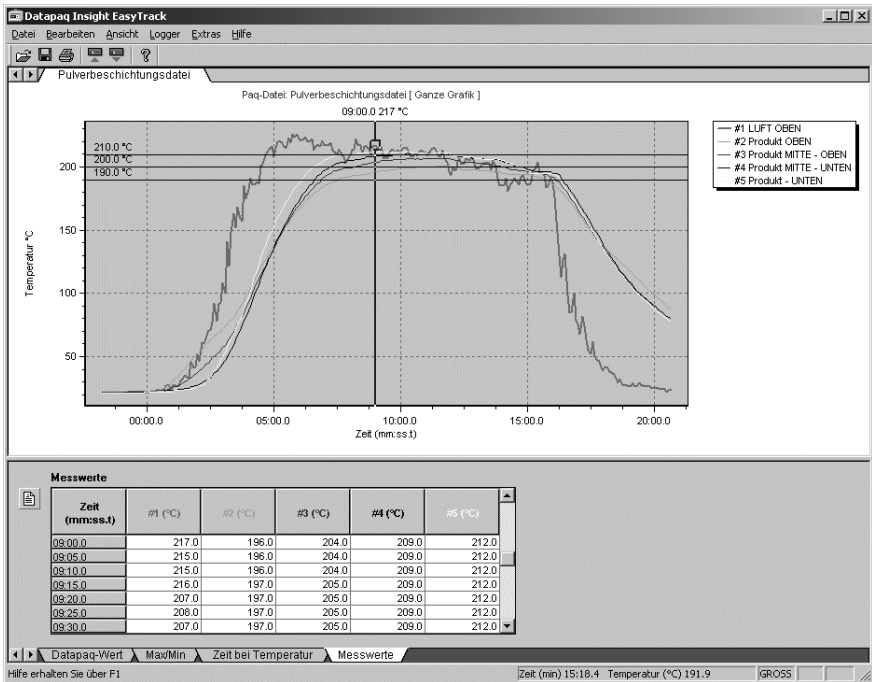 Datapaq Insight EasyTrack
Datei Bearbeiten Ansicht Logger Extras Hilfe
Pulverbeschichtungsdatei
Paq-Datei: Pulverbeschichtungsdatei [ Ganze Grafik ]
09:00.0 217 °C
#1 LUFT OBEN
#2 Produkt OBEN
#3 Produkt MITTE - OBEN
#4 Produkt MITTE - UNTEN
#5 Produkt - UNTEN
210.0 °C
200.0 °C
190.0 °C
200
150
100
50
Temperatur °C
00:00.0 05:00.0 10:00.0 15:00.0 20:00.0
Zeit (mm:ss.t)
Messwerte
Zeit (mm:ss.t) #1 (°C) #2 (°C) #3 (°C) #4 (°C) #5 (°C)
09:00.0 217.0 196.0 204.0 209.0 212.0
09:05.0 215.0 196.0 204.0 209.0 212.0
09:10.0 215.0 196.0 204.0 209.0 212.0
09:15.0 216.0 197.0 205.0 209.0 212.0
09:20.0 207.0 197.0 205.0 209.0 212.0
09:25.0 208.0 197.0 205.0 209.0 212.0
09:30.0 207.0 197.0 205.0 209.0 212.0
Datapaq-Wert Max/Min Zeit bei Temperatur Messwerte
Hilfe erhalten Sie über F1 Zeit (min) 15:18.4 Temperatur (°C) 191.9 GROSS